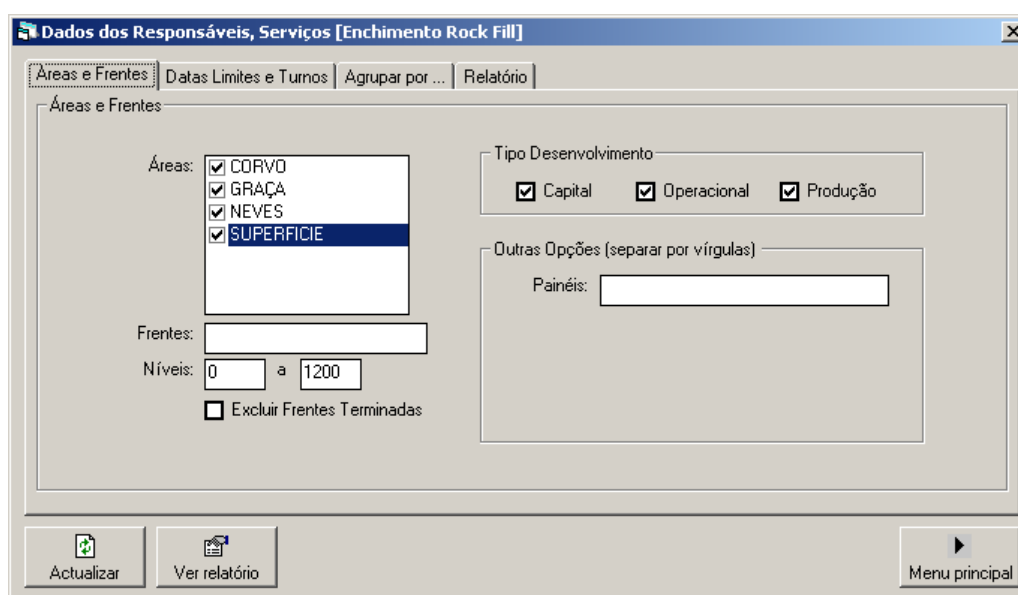 Dados dos Responsáveis, Serviços [Enchimento Rock Fill]
Áreas e Frentes Datas Limites e Turnos Agrupar por ... Relatório
Áreas e Frentes
Áreas:
CORVO
GRAÇA
NEVES
SUPERFICIE
Frentes:
Níveis: 0 a 1200
Excluir Frentes Terminadas
Tipo Desenvolvimento
Capital Operacional Produção
Outras Opções (separar por vírgulas)
Painéis:
Actualizar Ver relatório Menu principal